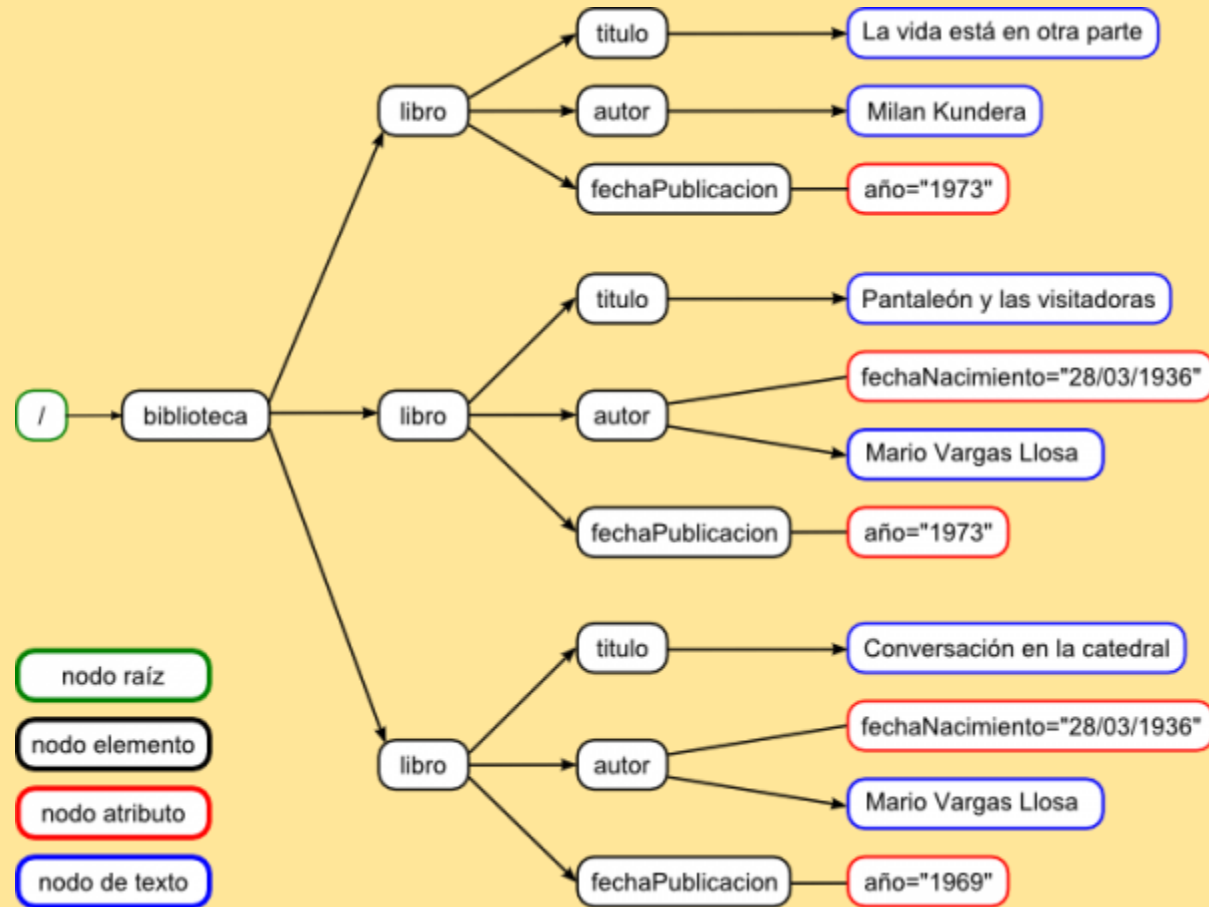 titulo
La vida está en otra parte
libro
autor
Milan Kundera
fechaPublicacion
año="1973"
titulo
Pantaleón y las visitadoras
fechaNacimiento="28/03/1936"
/
biblioteca
libro
autor
Mario Vargas Llosa
fechaPublicacion
año="1973"
titulo
Conversación en la catedral
fechaNacimiento="28/03/1936"
libro
autor
Mario Vargas Llosa
fechaPublicacion
año="1969"
nodo raíz
nodo elemento
nodo atributo
nodo de texto